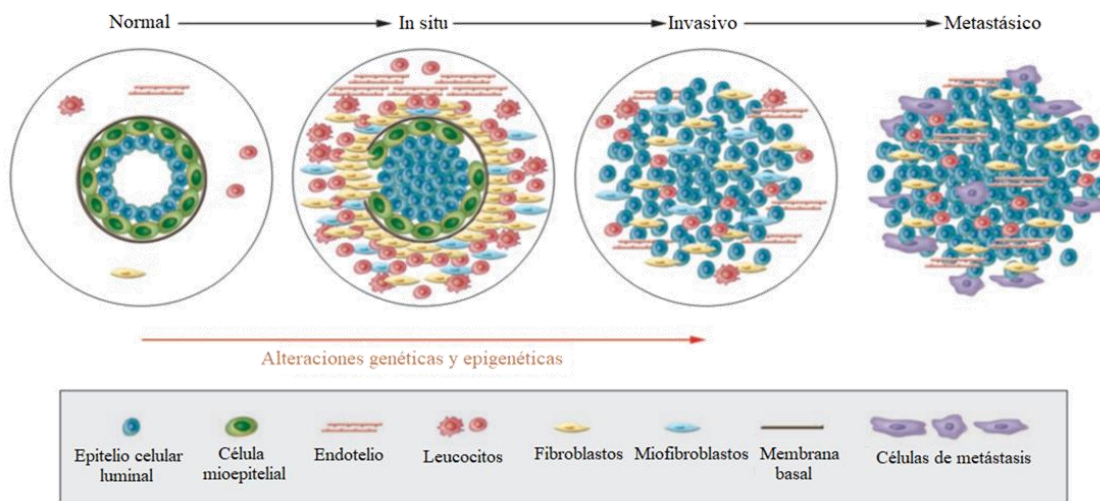 Normal
In situ
Invasivo
Metastásico
Alteraciones genéticas y epigenéticas
Epitelio celular
luminal
Célula
mioepitelial
Endotelio
Leucocitos
Fibroblastos
Miofibroblastos
Membrana
basal
Células de metástasis